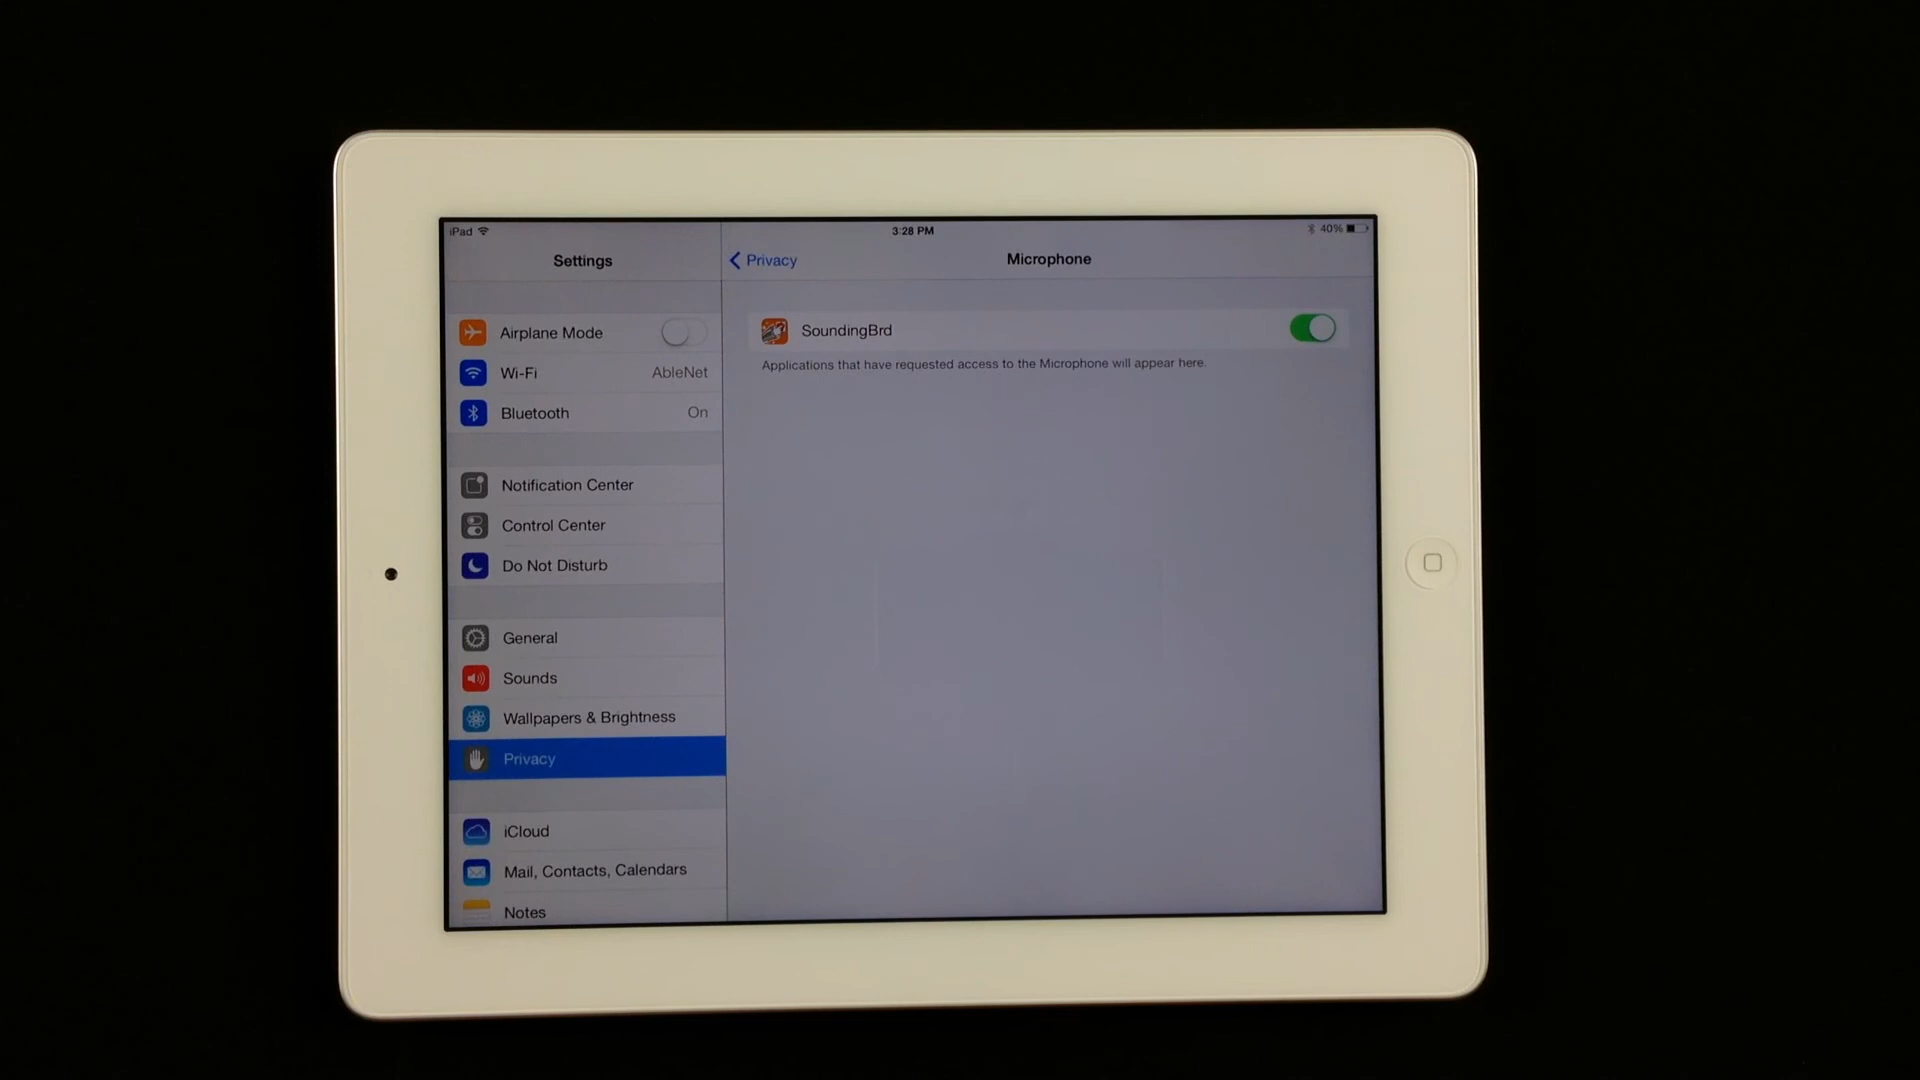 iPad
3:28 PM
40%
Settings
Privacy
Microphone
Airplane Mode
Wi-Fi AbleNet
Bluetooth On
Notification Center
Control Center
Do Not Disturb
General
Sounds
Wallpapers & Brightness
Privacy
iCloud
Mail, Contacts, Calendars
Notes
SoundingBrd
Applications that have requested access to the Microphone will appear here.